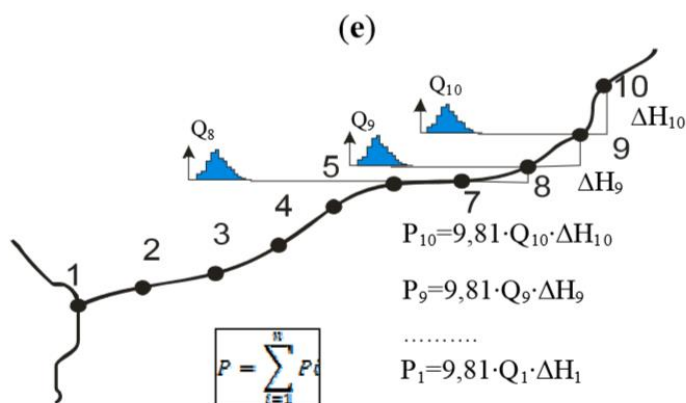 (e)
Q₁₀
10
ΔH₁₀
Q₉
9
Q₈
5
8
ΔH₉
7
4
P₁₀=9,81·Q₁₀·ΔH₁₀
3
2
P₉=9,81·Q₉·ΔH₉
1
..........
P = ∑ⁿᵢ₌₁ Pi
P₁=9,81·Q₁·ΔH₁